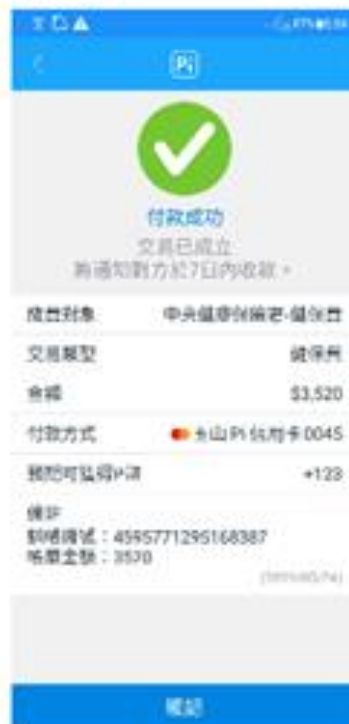 Pi
付款成功
交易已成立
將通知對方於7日內收款。
繳費對象 中央健康保險署-健保費
交易類型 健保費
金額 $3,520
付款方式 玉山 Pi 信用卡 0045
預計可獲得P幣 +123
備註
銷帳編號：4595771295168387
帳單金額：3520
確認